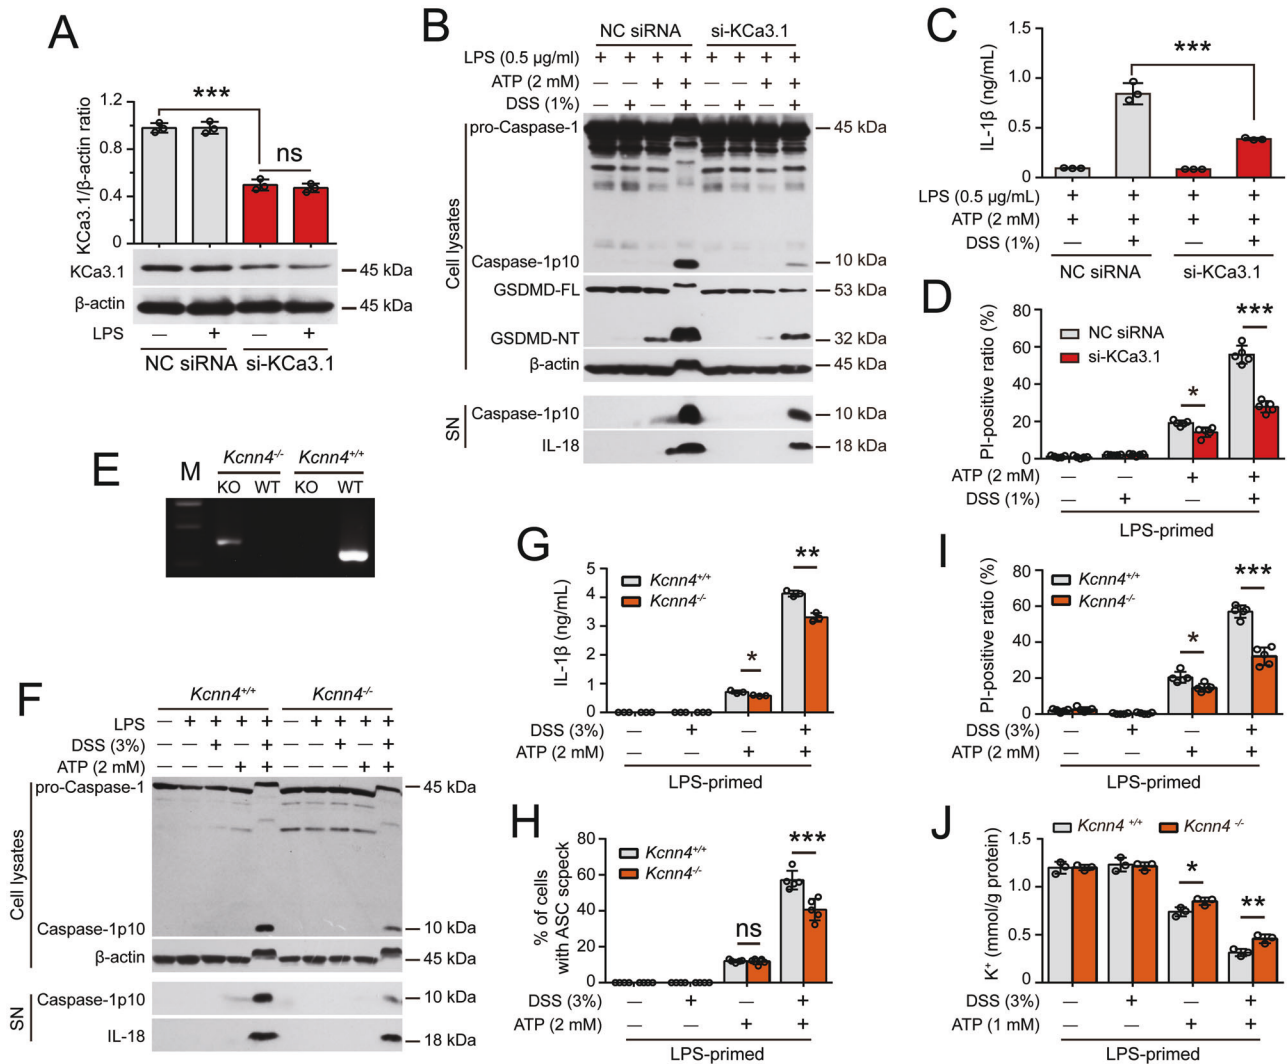 A
KCa3.1/β-actin ratio
1.2
0.8
0.4
0
***
ns
KCa3.1
45 kDa
β-actin
45 kDa
LPS
— + — +
NC siRNA si-KCa3.1
B
NC siRNA si-KCa3.1
LPS (0.5 μg/ml) + + + + + + + +
ATP (2 mM) — — + + — — + +
DSS (1%) — + — + — + — +
Cell lysates
pro-Caspase-1
45 kDa
Caspase-1p10
10 kDa
GSDMD-FL
53 kDa
GSDMD-NT
32 kDa
β-actin
45 kDa
SN
Caspase-1p10
10 kDa
IL-18
18 kDa
C
IL-1β (ng/mL)
1.5
1.0
0.5
0
***
LPS (0.5 μg/mL) + + + +
ATP (2 mM) + + + +
DSS (1%) — + — +
NC siRNA si-KCa3.1
D
PI-positive ratio (%)
80
60
40
20
0
NC siRNA
si-KCa3.1
*
***
ATP (2 mM) — — + +
DSS (1%) — + — +
LPS-primed
E
Kcnn4-/- Kcnn4+/+
M KO WT KO WT
F
Kcnn4+/+ Kcnn4-/-
LPS — + + + + — + + + +
DSS (3%) — — + — + — — + — +
ATP (2 mM) — — — + + — — — + +
Cell lysates
pro-Caspase-1
45 kDa
Caspase-1p10
10 kDa
β-actin
45 kDa
SN
Caspase-1p10
10 kDa
IL-18
18 kDa
G
IL-1β (ng/mL)
5
4
3
2
1
0
Kcnn4+/+
Kcnn4-/-
*
**
DSS (3%) — + — +
ATP (2 mM) — — + +
LPS-primed
H
% of cells
with ASC scpeck
80
60
40
20
0
Kcnn4+/+
Kcnn4-/-
ns
***
DSS (3%) — + — +
ATP (2 mM) — — + +
LPS-primed
I
PI-positive ratio (%)
80
60
40
20
0
Kcnn4+/+
Kcnn4-/-
*
***
DSS (3%) — + — +
ATP (2 mM) — — + +
LPS-primed
J
K+ (mmol/g protein)
1.5
1.0
0.5
0
Kcnn4 +/+ Kcnn4 -/-
*
**
DSS (3%) — + — +
ATP (1 mM) — — + +
LPS-primed